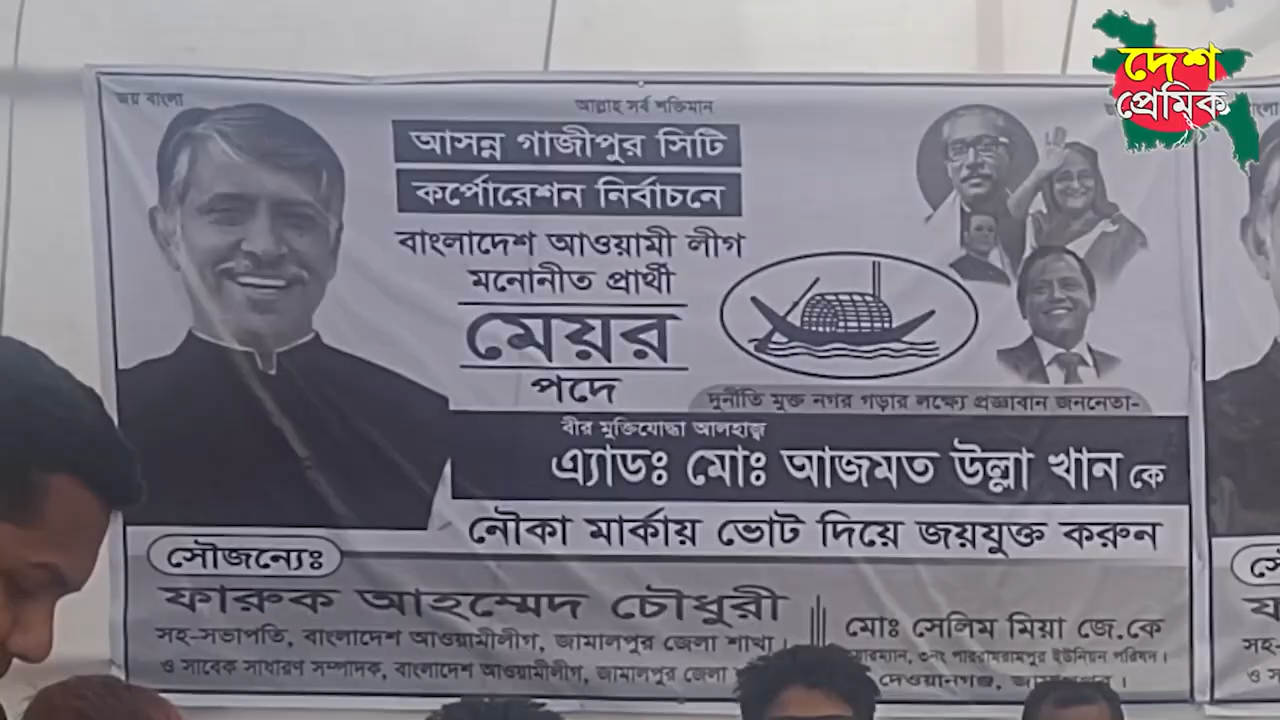 দেশ
প্রেমিক
জয় বাংলা
আল্লাহ সর্ব শক্তিমান
আসন্ন গাজীপুর সিটি
কর্পোরেশন নির্বাচনে
বাংলাদেশ আওয়ামী লীগ
মনোনীত প্রার্থী
মেয়র
পদে
দুর্নীতি মুক্ত নগর গড়ার লক্ষ্যে প্রজ্ঞাবান জননেতা-
বীর মুক্তিযোদ্ধা আলহাজ্ব
এ্যাডঃ মোঃ আজমত উল্লা খান কে
নৌকা মার্কায় ভোট দিয়ে জয়যুক্ত করুন
সৌজন্যেঃ
ফারুক আহম্মেদ চৌধুরী
সহ-সভাপতি, বাংলাদেশ আওয়ামীলীগ, জামালপুর জেলা শাখা।
ও সাবেক সাধারণ সম্পাদক, বাংলাদেশ আওয়ামীলীগ, জামালপুর জেলা
মোঃ সেলিম মিয়া জে.কে
৩নং পাররামরামপুর ইউনিয়ন পরিষদ।
দেওয়ানগঞ্জ,